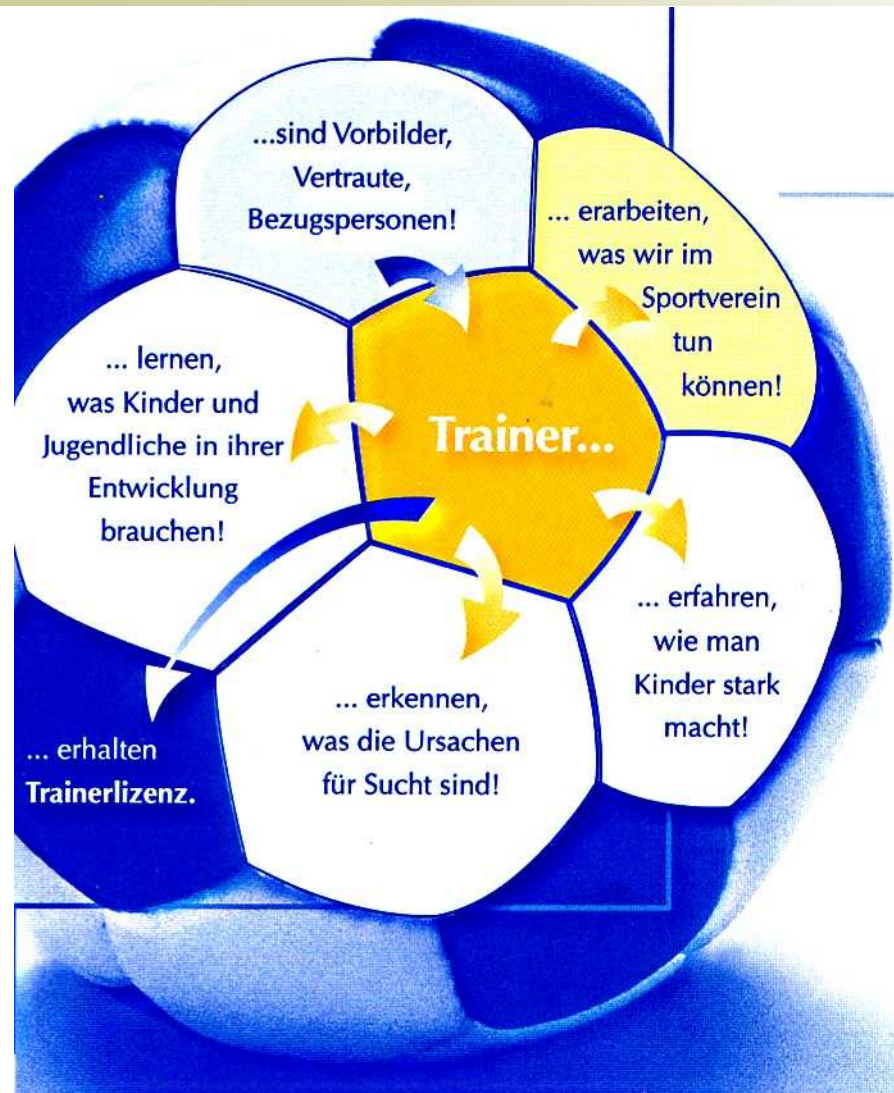 ...sind Vorbilder,
Vertraute,
Bezugspersonen!
... erarbeiten,
was wir im
Sportverein
tun
können!
Trainer...
... lernen,
was Kinder und
Jugendliche in ihrer
Entwicklung
brauchen!
... erfahren,
wie man
Kinder stark
macht!
... erkennen,
was die Ursachen
für Sucht sind!
... erhalten
Trainerlizenz.